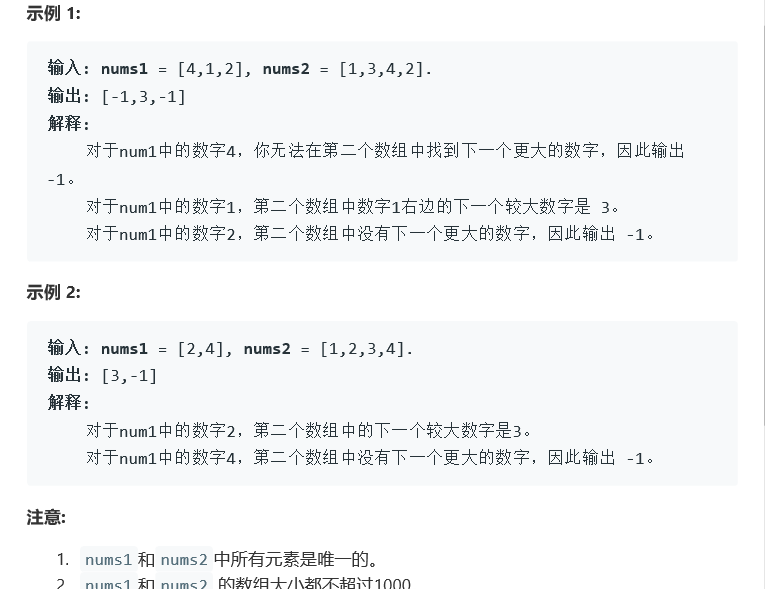 示例 1:
输入: nums1 = [4,1,2], nums2 = [1,3,4,2].
输出: [-1,3,-1]
解释:
对于num1中的数字4，你无法在第二个数组中找到下一个更大的数字，因此输出
-1。
对于num1中的数字1，第二个数组中数字1右边的下一个较大数字是 3。
对于num1中的数字2，第二个数组中没有下一个更大的数字，因此输出 -1。
示例 2:
输入: nums1 = [2,4], nums2 = [1,2,3,4].
输出: [3,-1]
解释:
对于num1中的数字2，第二个数组中的下一个较大数字是3。
对于num1中的数字4，第二个数组中没有下一个更大的数字，因此输出 -1。
注意:
1. nums1 和 nums2 中所有元素是唯一的。
2. nums1 和 nums2 的数组大小都不超过1000